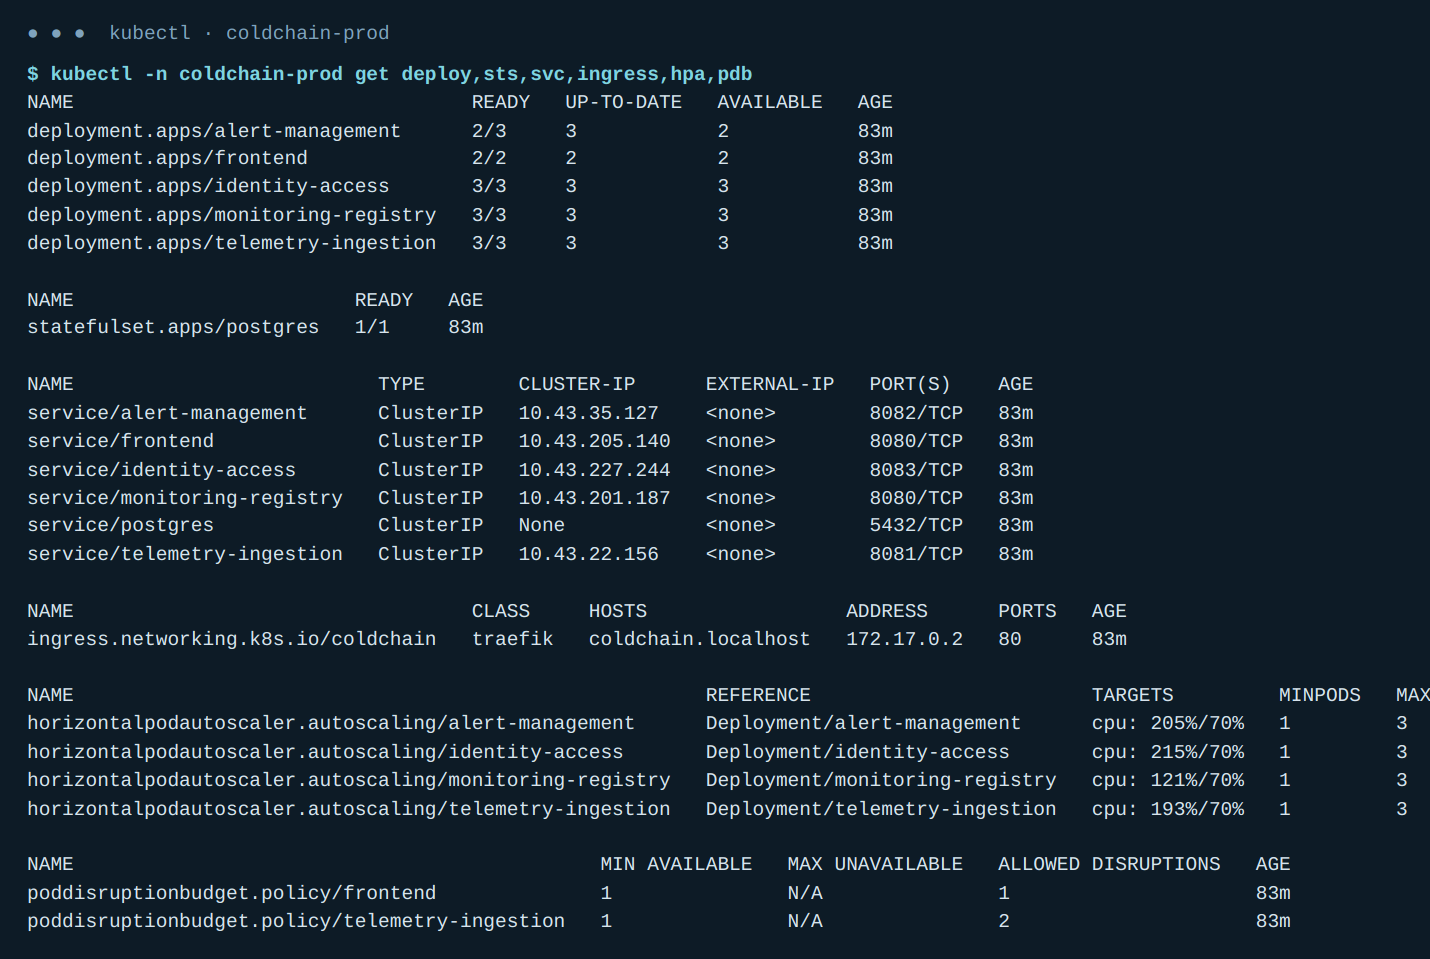 ● ● ● kubectl · coldchain-prod
$ kubectl -n coldchain-prod get deploy,sts,svc,ingress,hpa,pdb
NAME READY UP-TO-DATE AVAILABLE AGE
deployment.apps/alert-management 2/3 3 2 83m
deployment.apps/frontend 2/2 2 2 83m
deployment.apps/identity-access 3/3 3 3 83m
deployment.apps/monitoring-registry 3/3 3 3 83m
deployment.apps/telemetry-ingestion 3/3 3 3 83m
NAME READY AGE
statefulset.apps/postgres 1/1 83m
NAME TYPE CLUSTER-IP EXTERNAL-IP PORT(S) AGE
service/alert-management ClusterIP 10.43.35.127 <none> 8082/TCP 83m
service/frontend ClusterIP 10.43.205.140 <none> 8080/TCP 83m
service/identity-access ClusterIP 10.43.227.244 <none> 8083/TCP 83m
service/monitoring-registry ClusterIP 10.43.201.187 <none> 8080/TCP 83m
service/postgres ClusterIP None <none> 5432/TCP 83m
service/telemetry-ingestion ClusterIP 10.43.22.156 <none> 8081/TCP 83m
NAME CLASS HOSTS ADDRESS PORTS AGE
ingress.networking.k8s.io/coldchain traefik coldchain.localhost 172.17.0.2 80 83m
NAME REFERENCE TARGETS MINPODS MAX
horizontalpodautoscaler.autoscaling/alert-management Deployment/alert-management cpu: 205%/70% 1 3
horizontalpodautoscaler.autoscaling/identity-access Deployment/identity-access cpu: 215%/70% 1 3
horizontalpodautoscaler.autoscaling/monitoring-registry Deployment/monitoring-registry cpu: 121%/70% 1 3
horizontalpodautoscaler.autoscaling/telemetry-ingestion Deployment/telemetry-ingestion cpu: 193%/70% 1 3
NAME MIN AVAILABLE MAX UNAVAILABLE ALLOWED DISRUPTIONS AGE
poddisruptionbudget.policy/frontend 1 N/A 1 83m
poddisruptionbudget.policy/telemetry-ingestion 1 N/A 2 83m